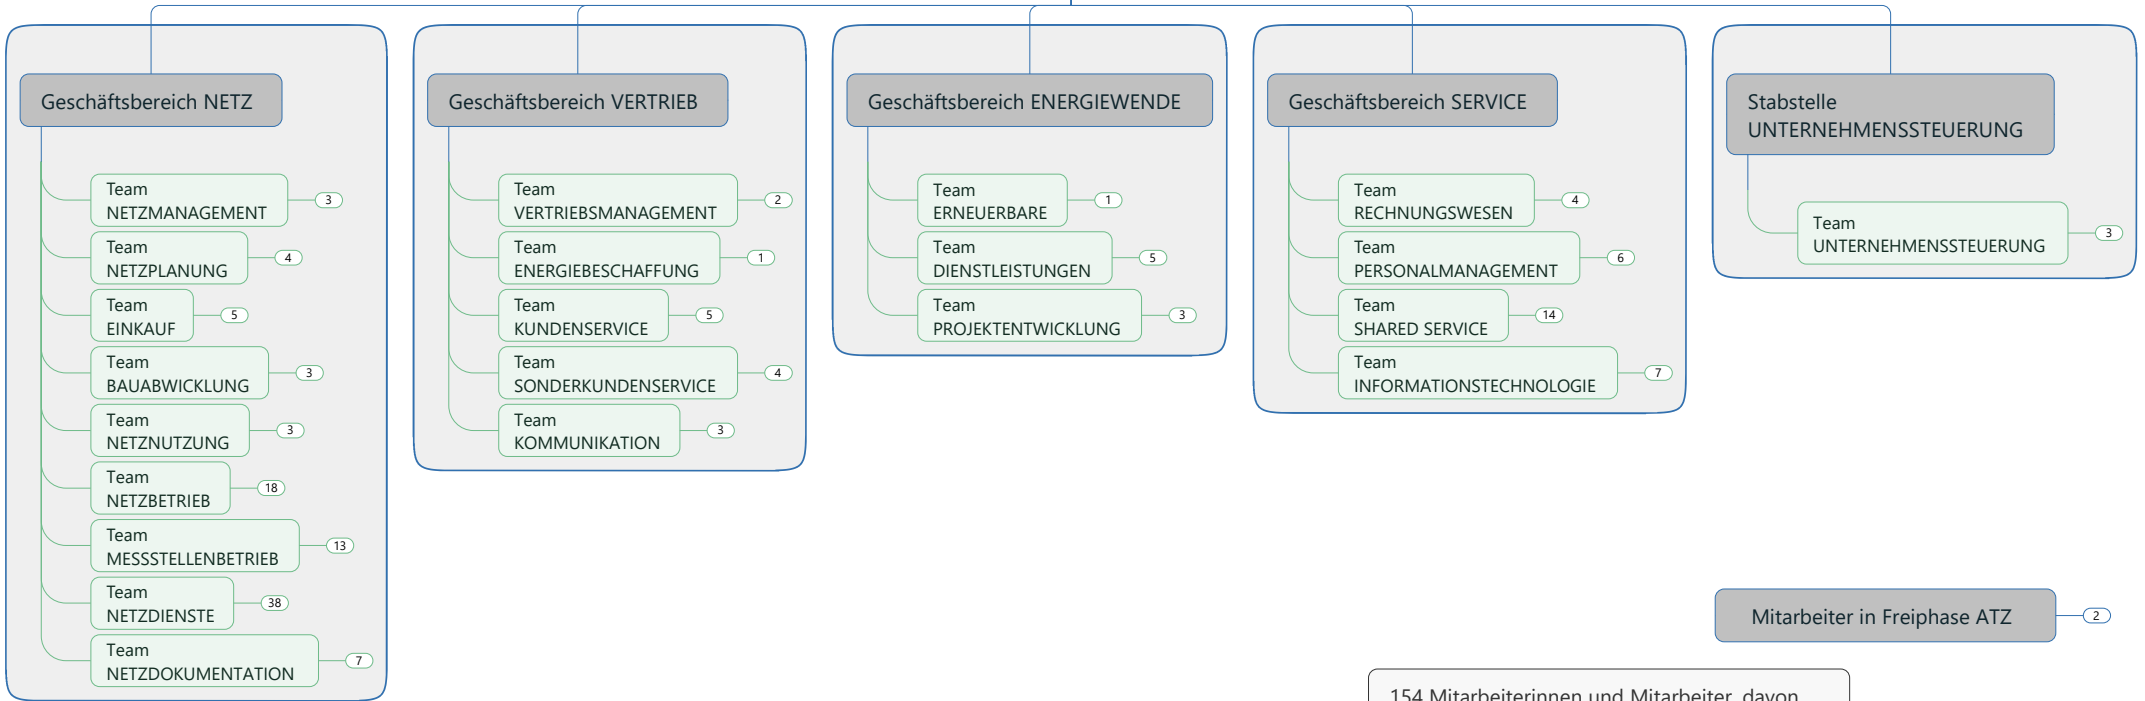 Geschäftsbereich NETZ
Team
NETZMANAGEMENT
3
Team
NETZPLANUNG
4
Team
EINKAUF
5
Team
BAUABWICKLUNG
3
Team
NETZNUTZUNG
3
Team
NETZBETRIEB
18
Team
MESSSTELLENBETRIEB
13
Team
NETZDIENSTE
38
Team
NETZDOKUMENTATION
7
Geschäftsbereich VERTRIEB
Team
VERTRIEBSMANAGEMENT
2
Team
ENERGIEBESCHAFFUNG
1
Team
KUNDENSERVICE
5
Team
SONDERKUNDENSERVICE
4
Team
KOMMUNIKATION
3
Geschäftsbereich ENERGIEWENDE
Team
ERNEUERBARE
1
Team
DIENSTLEISTUNGEN
5
Team
PROJEKTENTWICKLUNG
3
Geschäftsbereich SERVICE
Team
RECHNUNGSWESEN
4
Team
PERSONALMANAGEMENT
6
Team
SHARED SERVICE
14
Team
INFORMATIONSTECHNOLOGIE
7
Stabstelle
UNTERNEHMENSSTEUERUNG
Team
UNTERNEHMENSSTEUERUNG
3
Mitarbeiter in Freiphase ATZ
2
154 Mitarbeiterinnen und Mitarbeiter, davon